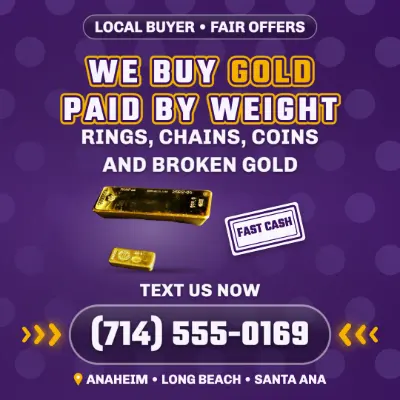 LOCAL BUYER • FAIR OFFERS
WE BUY GOLD
PAID BY WEIGHT
RINGS, CHAINS, COINS
AND BROKEN GOLD
FAST CASH
TEXT US NOW
(714) 555-0169
ANAHEIM • LONG BEACH • SANTA ANA